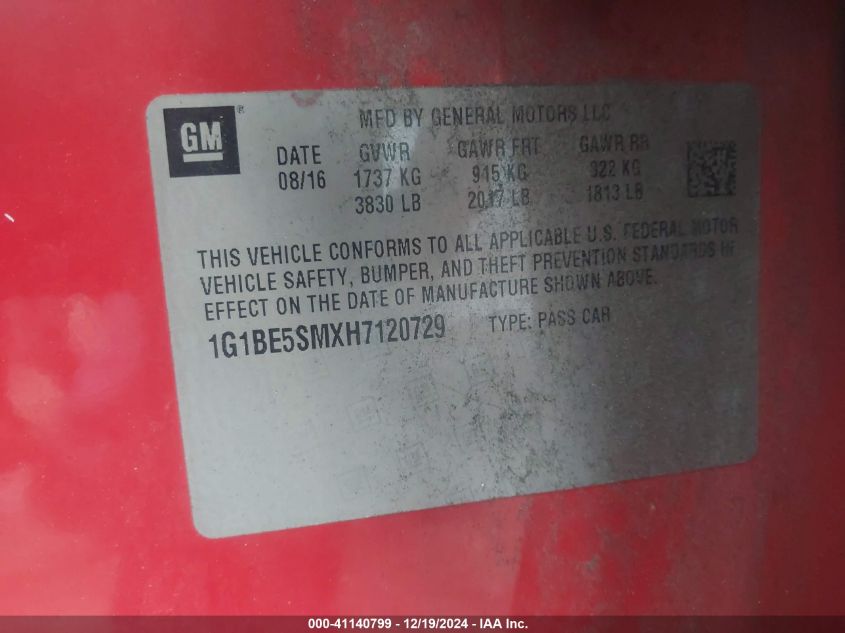 GM ®
MFD BY GENERAL MOTORS LLC
DATE GVWR GAWR FRT GAWR RR
08/16 1737 KG 915 KG 922 KG
3830 LB 2017 LB 1813 LB
THIS VEHICLE CONFORMS TO ALL APPLICABLE U.S. FEDERAL MOTOR
VEHICLE SAFETY, BUMPER, AND THEFT PREVENTION STANDARDS IN
EFFECT ON THE DATE OF MANUFACTURE SHOWN ABOVE.
1G1BE5SMXH7120729 TYPE: PASS CAR
000-41140799 - 12/19/2024 - IAA Inc.